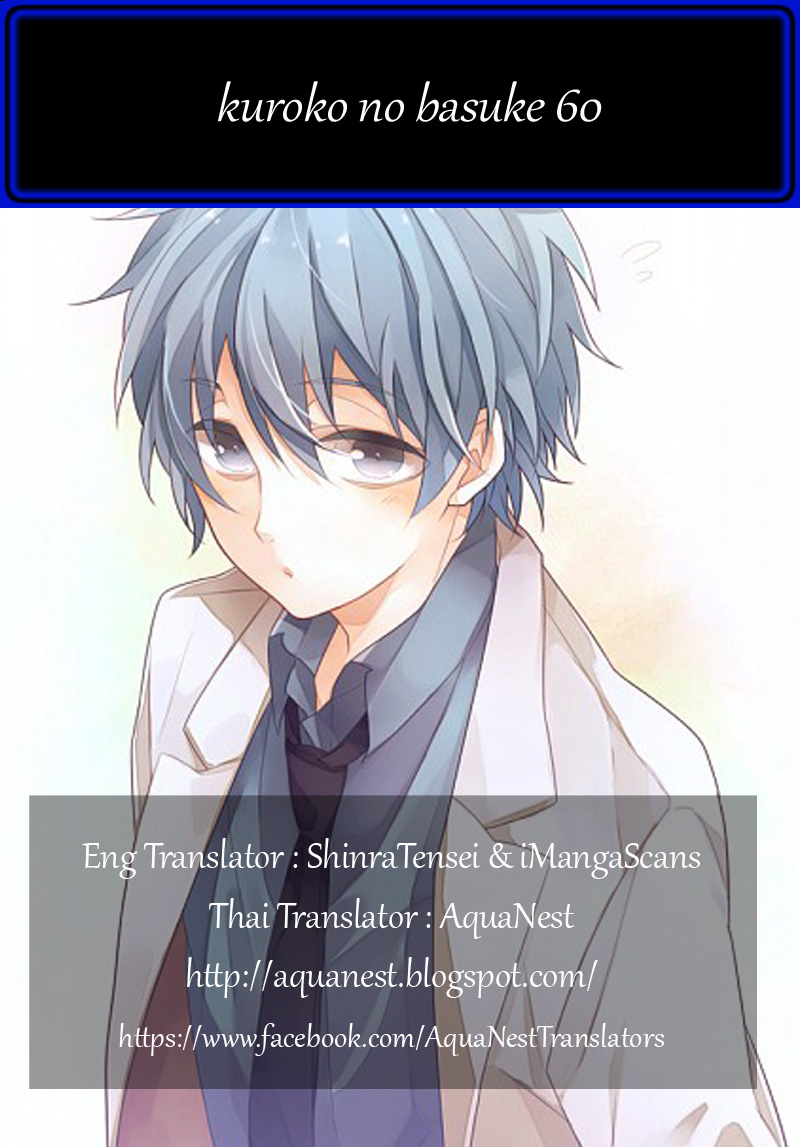 kuroko no basuke 60
Eng Translator : ShinraTensei & iMangaScans
Thai Translator : AquaNest
http://aquanest.blogspot.com/
https://www.facebook.com/AquaNestTranslators